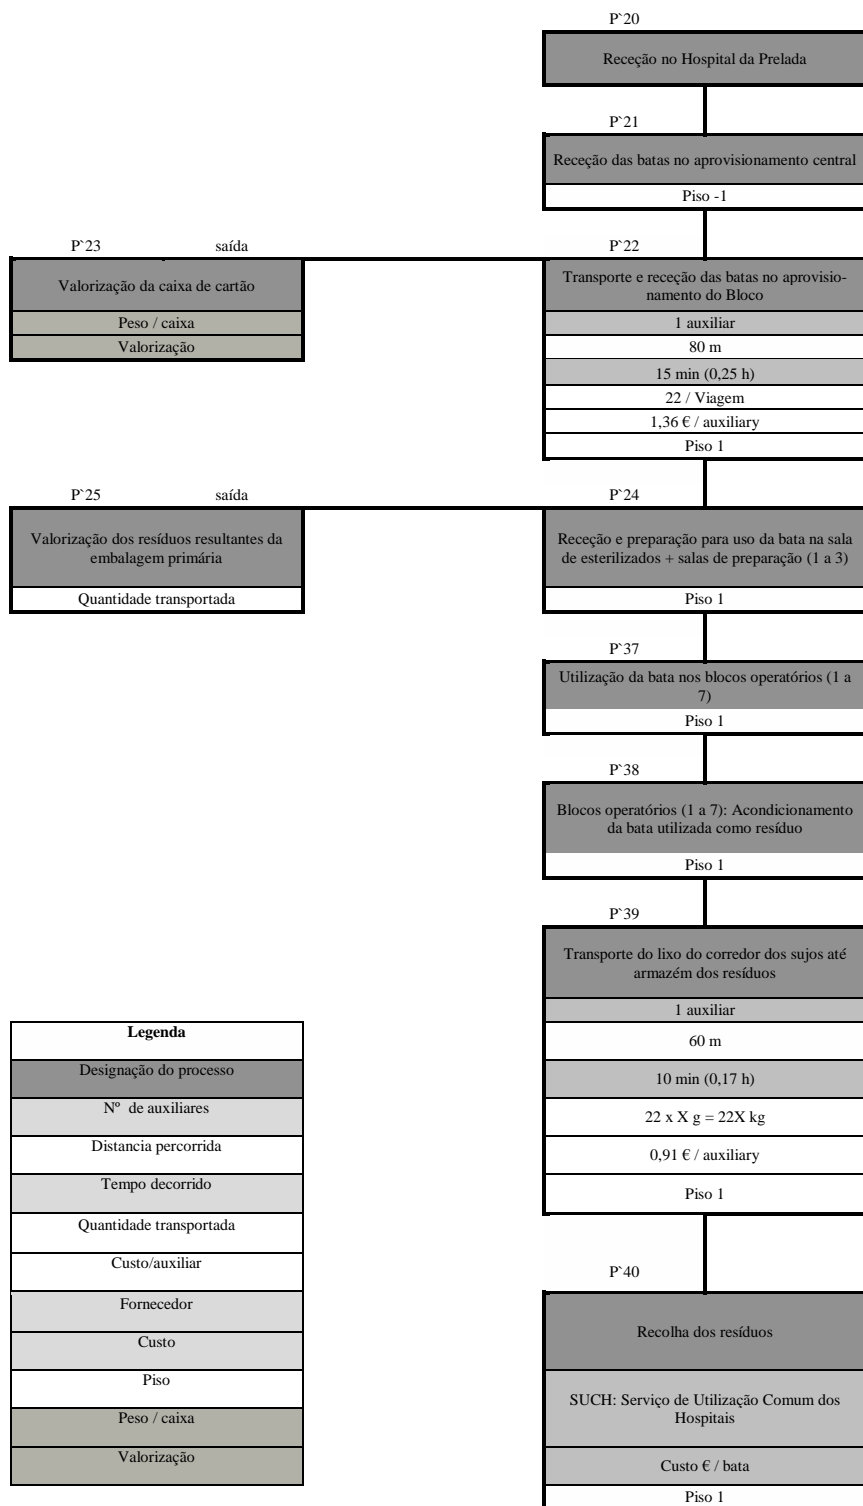 P`20
Receção no Hospital da Prelada
P`21
Receção das batas no aprovisionamento central
Piso -1
P`23 saída
Valorização da caixa de cartão
Peso / caixa
Valorização
P`22
Transporte e receção das batas no aprovisio-
namento do Bloco
1 auxiliar
80 m
15 min (0,25 h)
22 / Viagem
1,36 € / auxiliary
Piso 1
P`25 saída
Valorização dos resíduos resultantes da
embalagem primária
Quantidade transportada
P`24
Receção e preparação para uso da bata na sala
de esterilizados + salas de preparação (1 a 3)
Piso 1
P`37
Utilização da bata nos blocos operatórios (1 a
7)
Piso 1
P`38
Blocos operatórios (1 a 7): Acondicionamento
da bata utilizada como resíduo
Piso 1
P`39
Transporte do lixo do corredor dos sujos até
armazém dos resíduos
1 auxiliar
60 m
10 min (0,17 h)
22 x X g = 22X kg
0,91 € / auxiliary
Piso 1
P`40
Recolha dos resíduos
SUCH: Serviço de Utilização Comum dos
Hospitais
Custo € / bata
Piso 1
Legenda
Designação do processo
Nº de auxiliares
Distancia percorrida
Tempo decorrido
Quantidade transportada
Custo/auxiliar
Fornecedor
Custo
Piso
Peso / caixa
Valorização